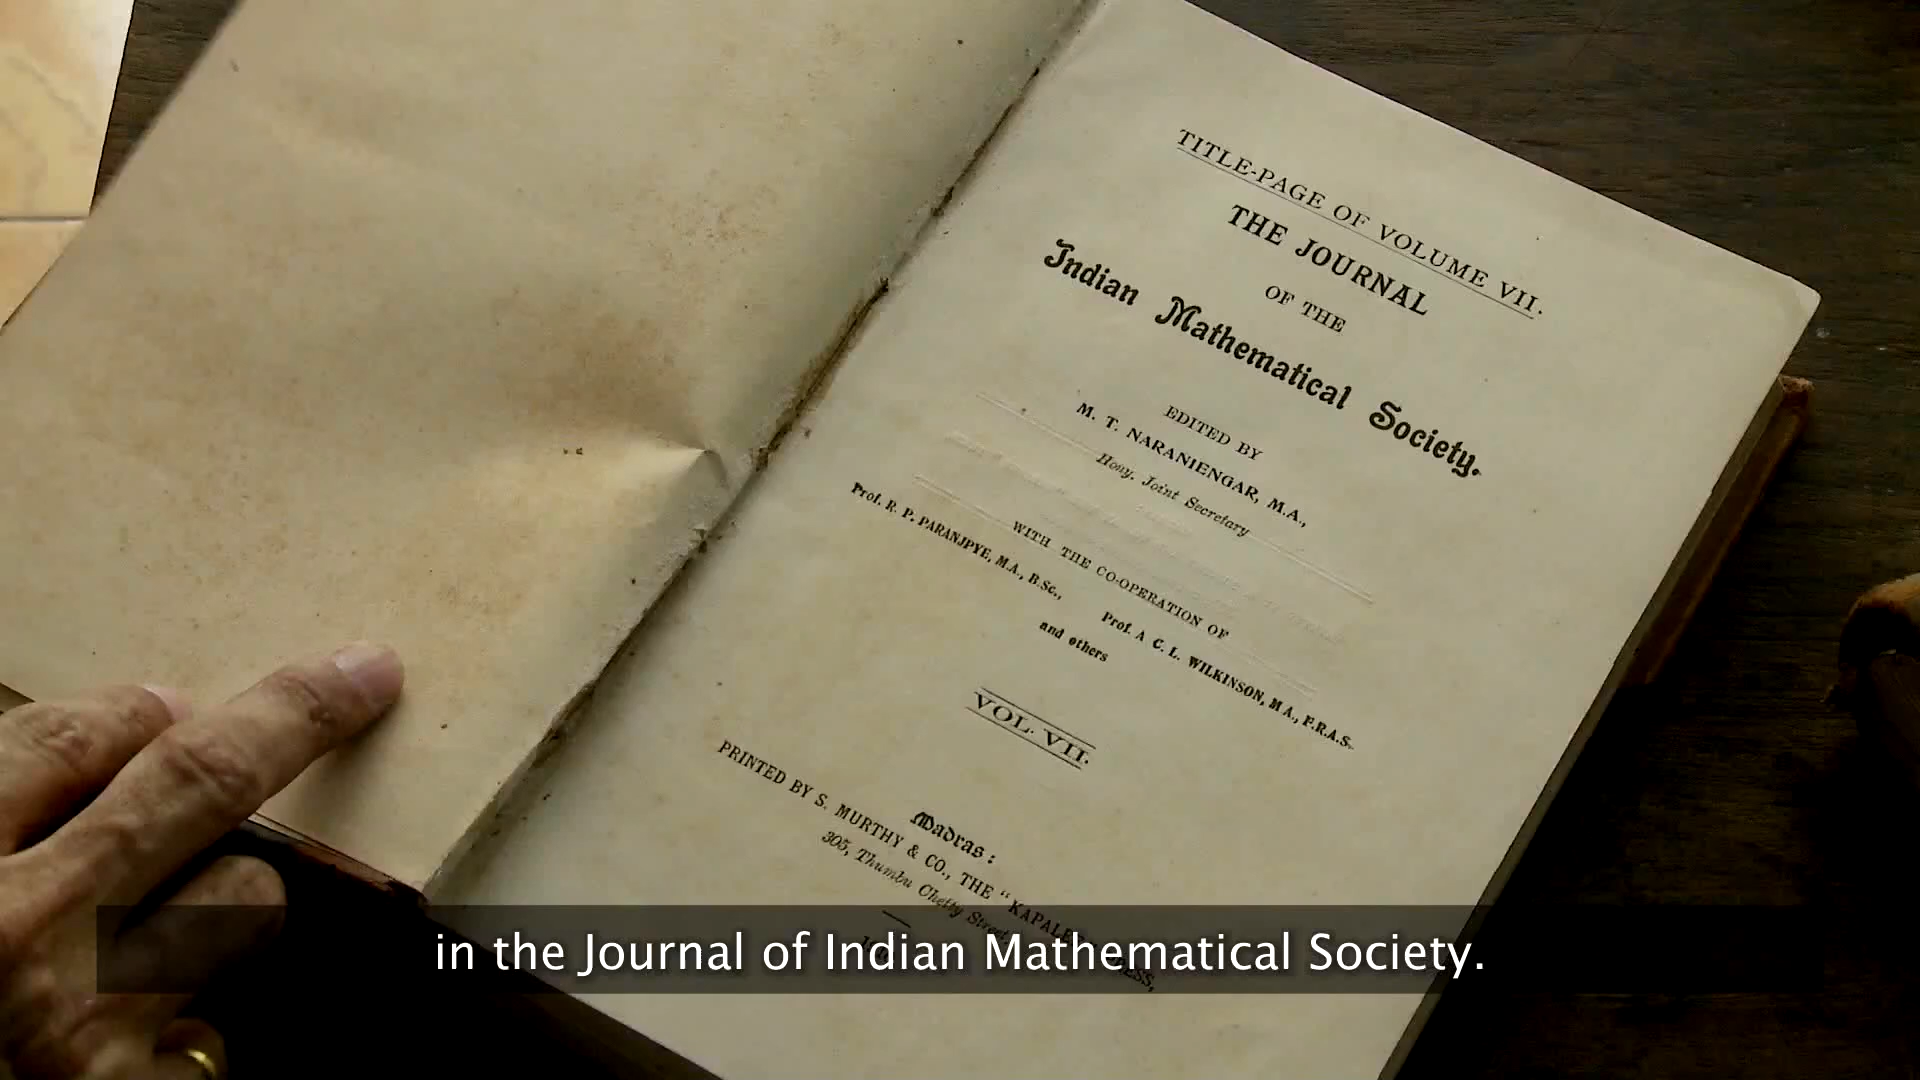 TITLE-PAGE OF VOLUME VII.
THE JOURNAL
OF THE
Indian Mathematical Society.
EDITED BY
M. T. NARANIENGAR, M.A.,
Hony. Joint Secretary
WITH THE CO-OPERATION OF
Prof. R. P. PARANJPYE, M.A., B.Sc., Prof. A C. L. WILKINSON, M A., F.R.A.S.
and others
VOL. VII.
Madras:
PRINTED BY S. MURTHY & CO., THE "KAPALEE" PRESS,
305, Thumbu Chetty Street,
in the Journal of Indian Mathematical Society.